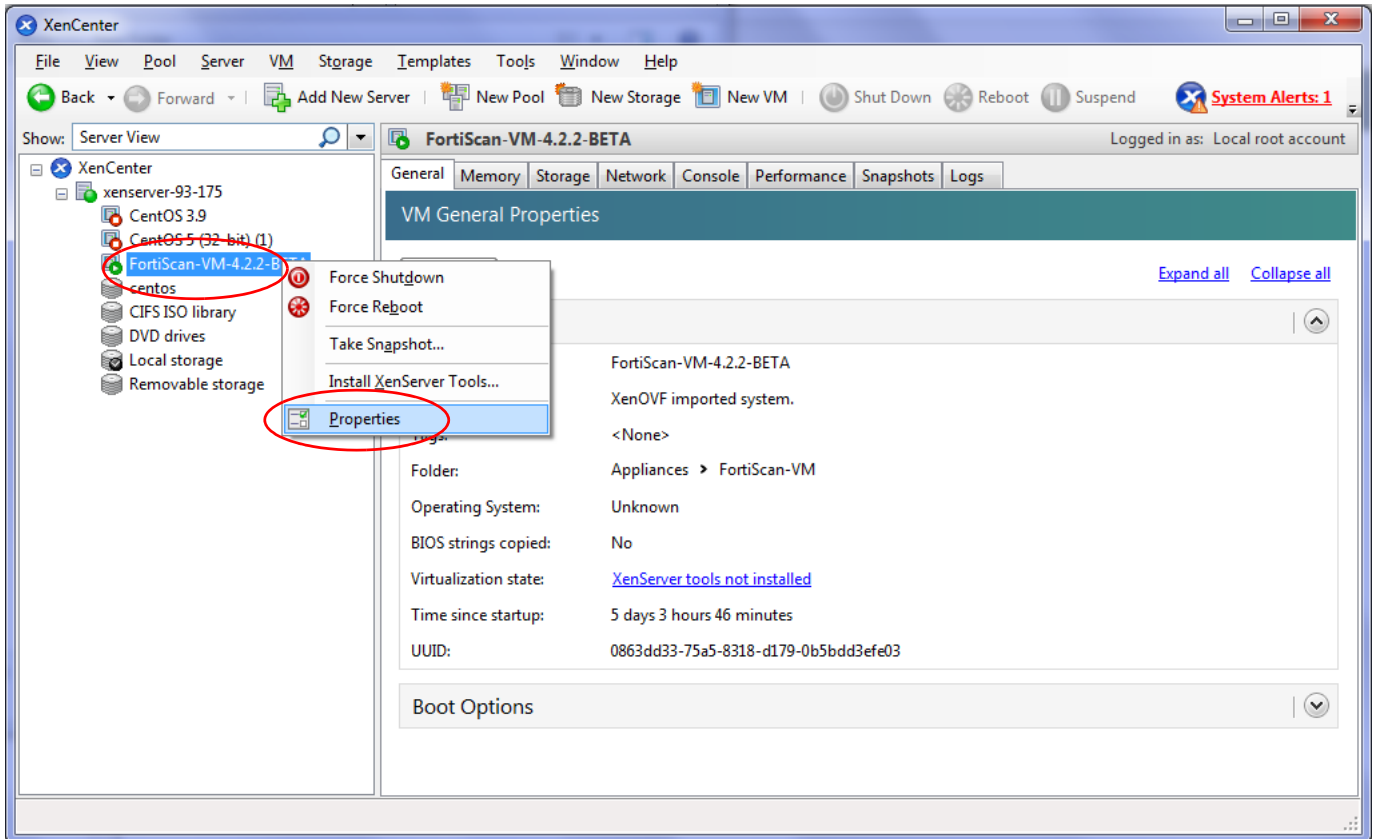 XenCenter
File View Pool Server VM Storage Templates Tools Window Help
Back Forward Add New Server New Pool New Storage New VM Shut Down Reboot Suspend System Alerts: 1
Show: Server View
FortiScan-VM-4.2.2-BETA Logged in as: Local root account
XenCenter
xenserver-93-175
CentOS 3.9
CentOS 5 (32-bit) (1)
FortiScan-VM-4.2.2-BETA
centos
CIFS ISO library
DVD drives
Local storage
Removable storage
Force Shutdown
Force Reboot
Take Snapshot...
Install XenServer Tools...
Properties
General Memory Storage Network Console Performance Snapshots Logs
VM General Properties
Expand all Collapse all
FortiScan-VM-4.2.2-BETA
XenOVF imported system.
Tags: <None>
Folder: Appliances > FortiScan-VM
Operating System: Unknown
BIOS strings copied: No
Virtualization state: XenServer tools not installed
Time since startup: 5 days 3 hours 46 minutes
UUID: 0863dd33-75a5-8318-d179-0b5bdd3efe03
Boot Options